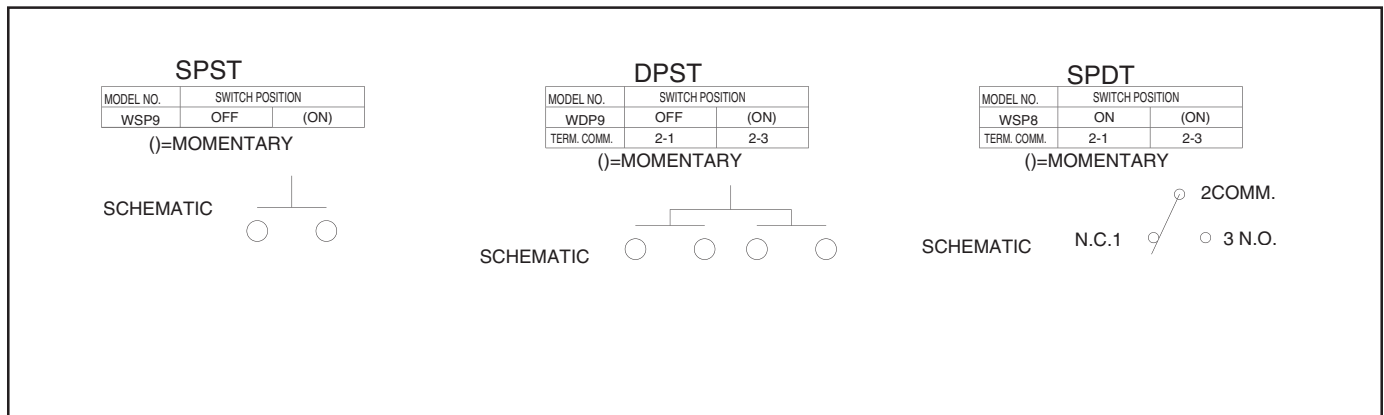 SPST
MODEL NO. SWITCH POSITION
WSP9 OFF (ON)
()=MOMENTARY
SCHEMATIC
DPST
MODEL NO. SWITCH POSITION
WDP9 OFF (ON)
TERM. COMM. 2-1 2-3
()=MOMENTARY
SCHEMATIC
SPDT
MODEL NO. SWITCH POSITION
WSP8 ON (ON)
TERM. COMM. 2-1 2-3
()=MOMENTARY
2COMM.
SCHEMATIC N.C.1 3 N.O.